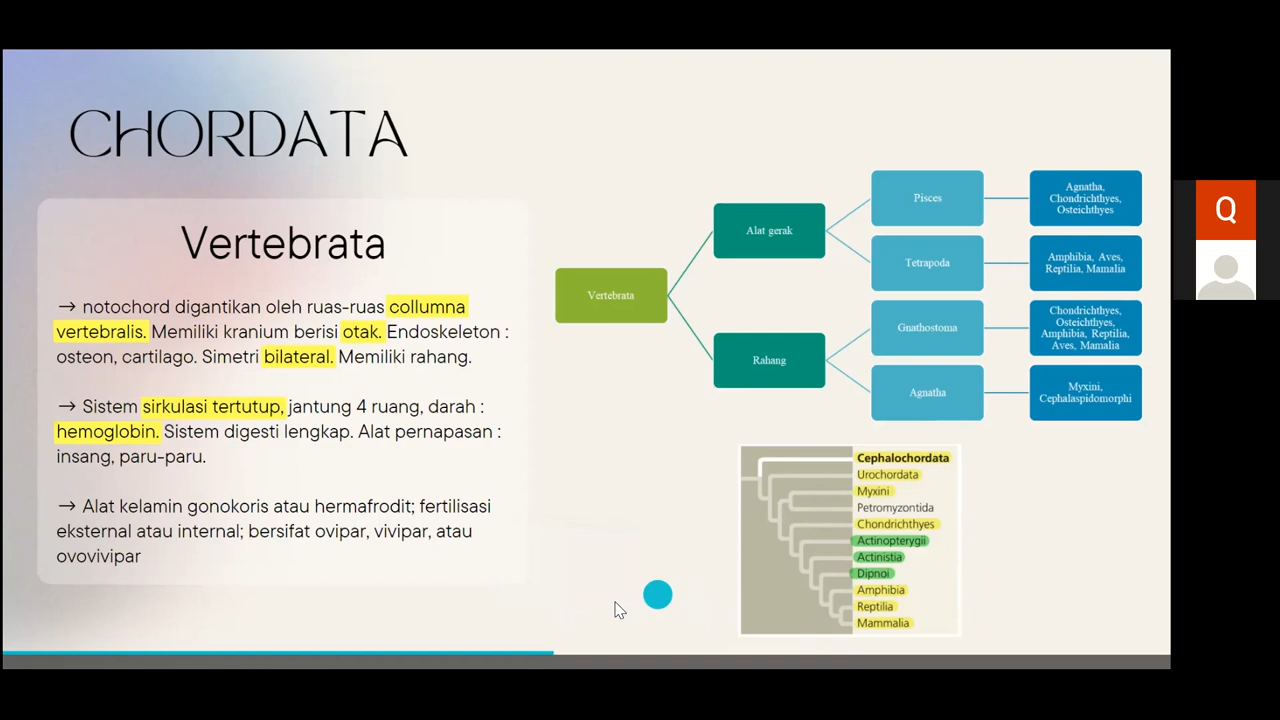 CHORDATA
Vertebrata
→ notochord digantikan oleh ruas-ruas collumna
vertebralis. Memiliki kranium berisi otak. Endoskeleton :
osteon, cartilago. Simetri bilateral. Memiliki rahang.
→ Sistem sirkulasi tertutup, jantung 4 ruang, darah :
hemoglobin. Sistem digesti lengkap. Alat pernapasan :
insang, paru-paru.
→ Alat kelamin gonokoris atau hermafrodit; fertilisasi
eksternal atau internal; bersifat ovipar, vivipar, atau
ovovivipar
Vertebrata
Alat gerak
Pisces
Agnatha,
Chondrichthyes,
Osteichthyes
Tetrapoda
Amphibia, Aves,
Reptilia, Mamalia
Rahang
Gnathostoma
Chondrichthyes,
Osteichthyes,
Amphibia, Reptilia,
Aves, Mamalia
Agnatha
Myxini,
Cephalaspidomorphi
Cephalochordata
Urochordata
Myxini
Petromyzontida
Chondrichthyes
Actinopterygii
Actinistia
Dipnoi
Amphibia
Reptilia
Mammalia
Q